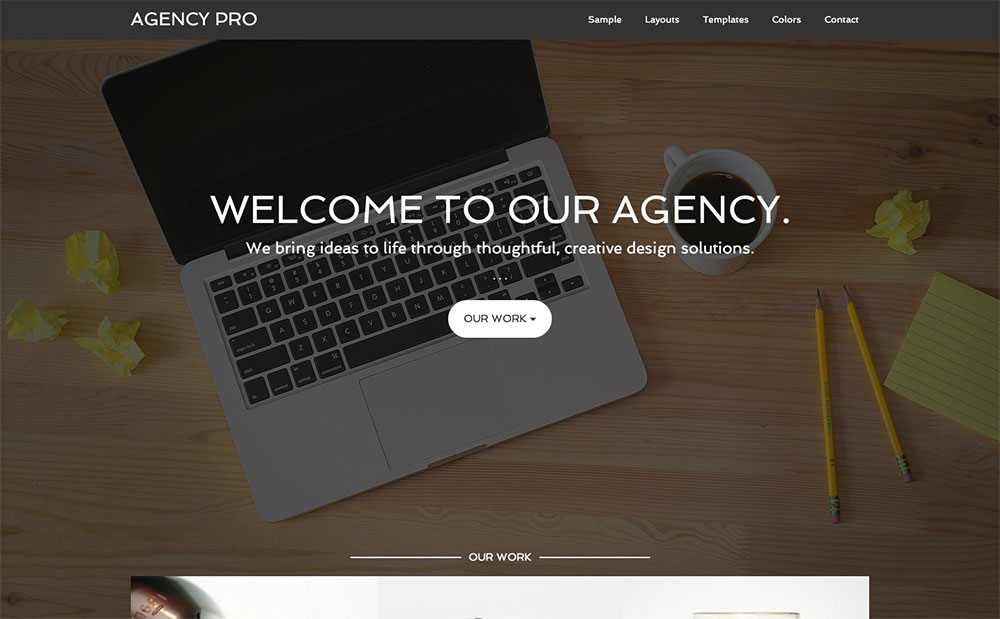 AGENCY PRO
Sample Layouts Templates Colors Contact
WELCOME TO OUR AGENCY.
We bring ideas to life through thoughtful, creative design solutions.
...
OUR WORK
OUR WORK